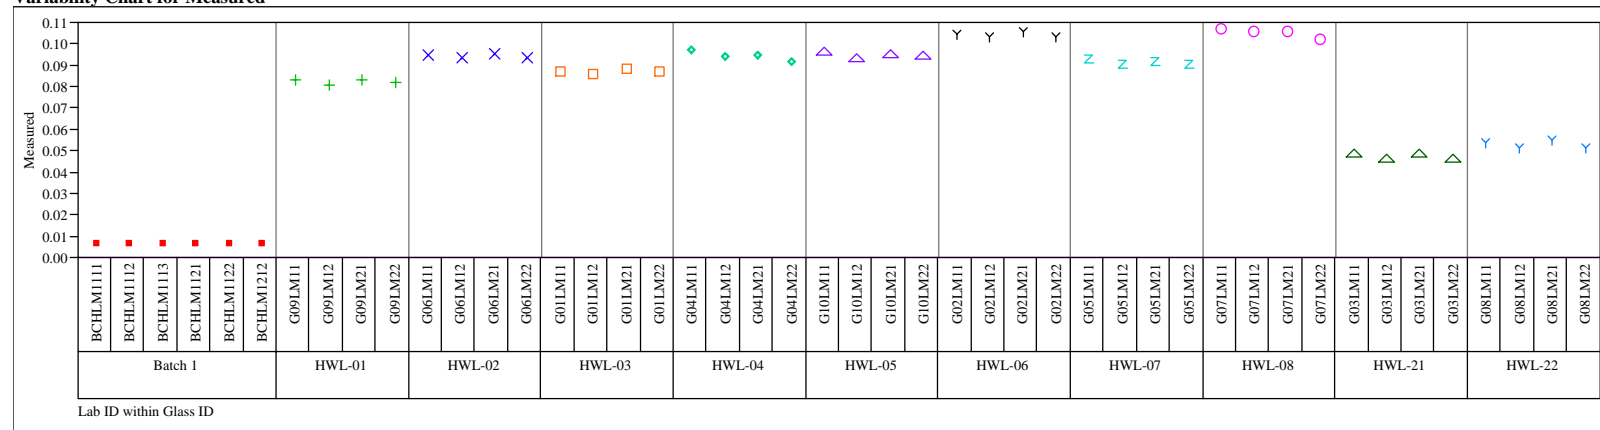 Variability Chart for Measured
Measured
0.11
0.10
0.09
0.08
0.07
0.06
0.05
0.04
0.03
0.02
0.01
0.00
BCHLM1111
BCHLM1112
BCHLM1113
BCHLM1121
BCHLM1122
BCHLM1212
G09LM11
G09LM12
G09LM21
G09LM22
G06LM11
G06LM12
G06LM21
G06LM22
G01LM11
G01LM12
G01LM21
G01LM22
G04LM11
G04LM12
G04LM21
G04LM22
G10LM11
G10LM12
G10LM21
G10LM22
G02LM11
G02LM12
G02LM21
G02LM22
G05LM11
G05LM12
G05LM21
G05LM22
G07LM11
G07LM12
G07LM21
G07LM22
G03LM11
G03LM12
G03LM21
G03LM22
G08LM11
G08LM12
G08LM21
G08LM22
Batch 1
HWL-01
HWL-02
HWL-03
HWL-04
HWL-05
HWL-06
HWL-07
HWL-08
HWL-21
HWL-22
Lab ID within Glass ID